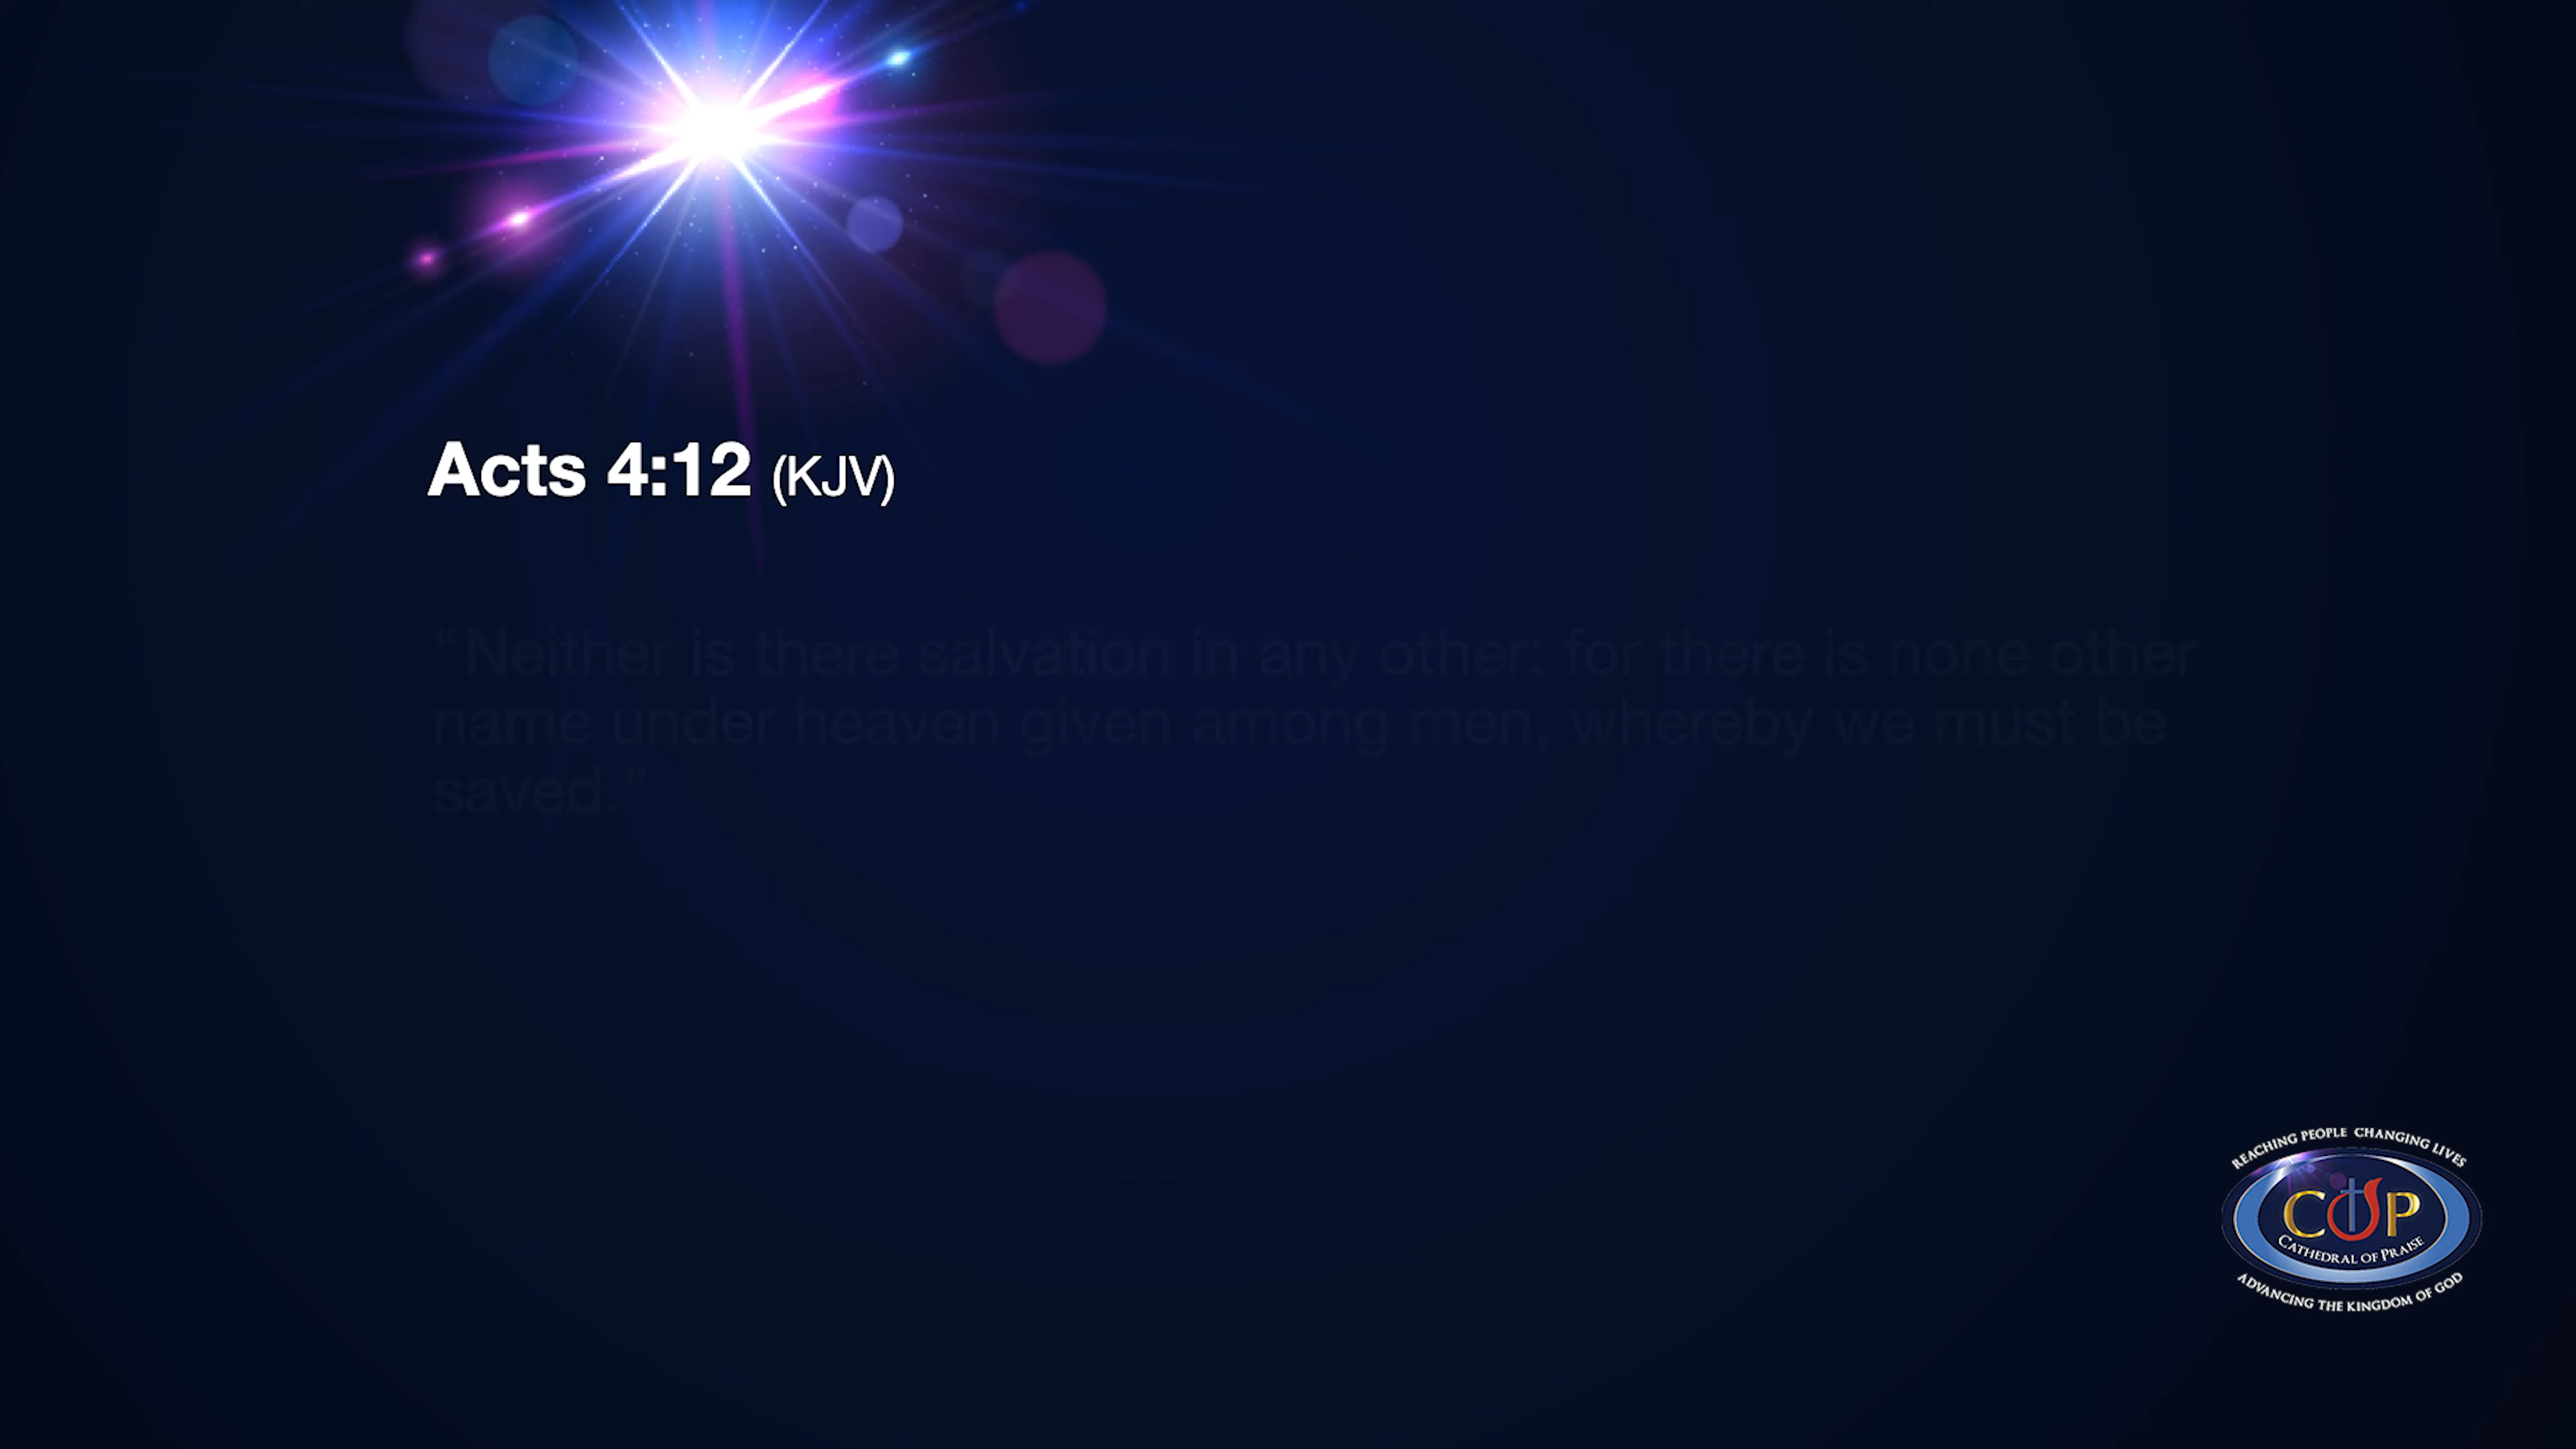 Acts 4:12 (KJV)
“Neither is there salvation in any other: for there is none other
name under heaven given among men, whereby we must be
saved.”
REACHING PEOPLE CHANGING LIVES
COP
CATHEDRAL OF PRAISE
ADVANCING THE KINGDOM OF GOD